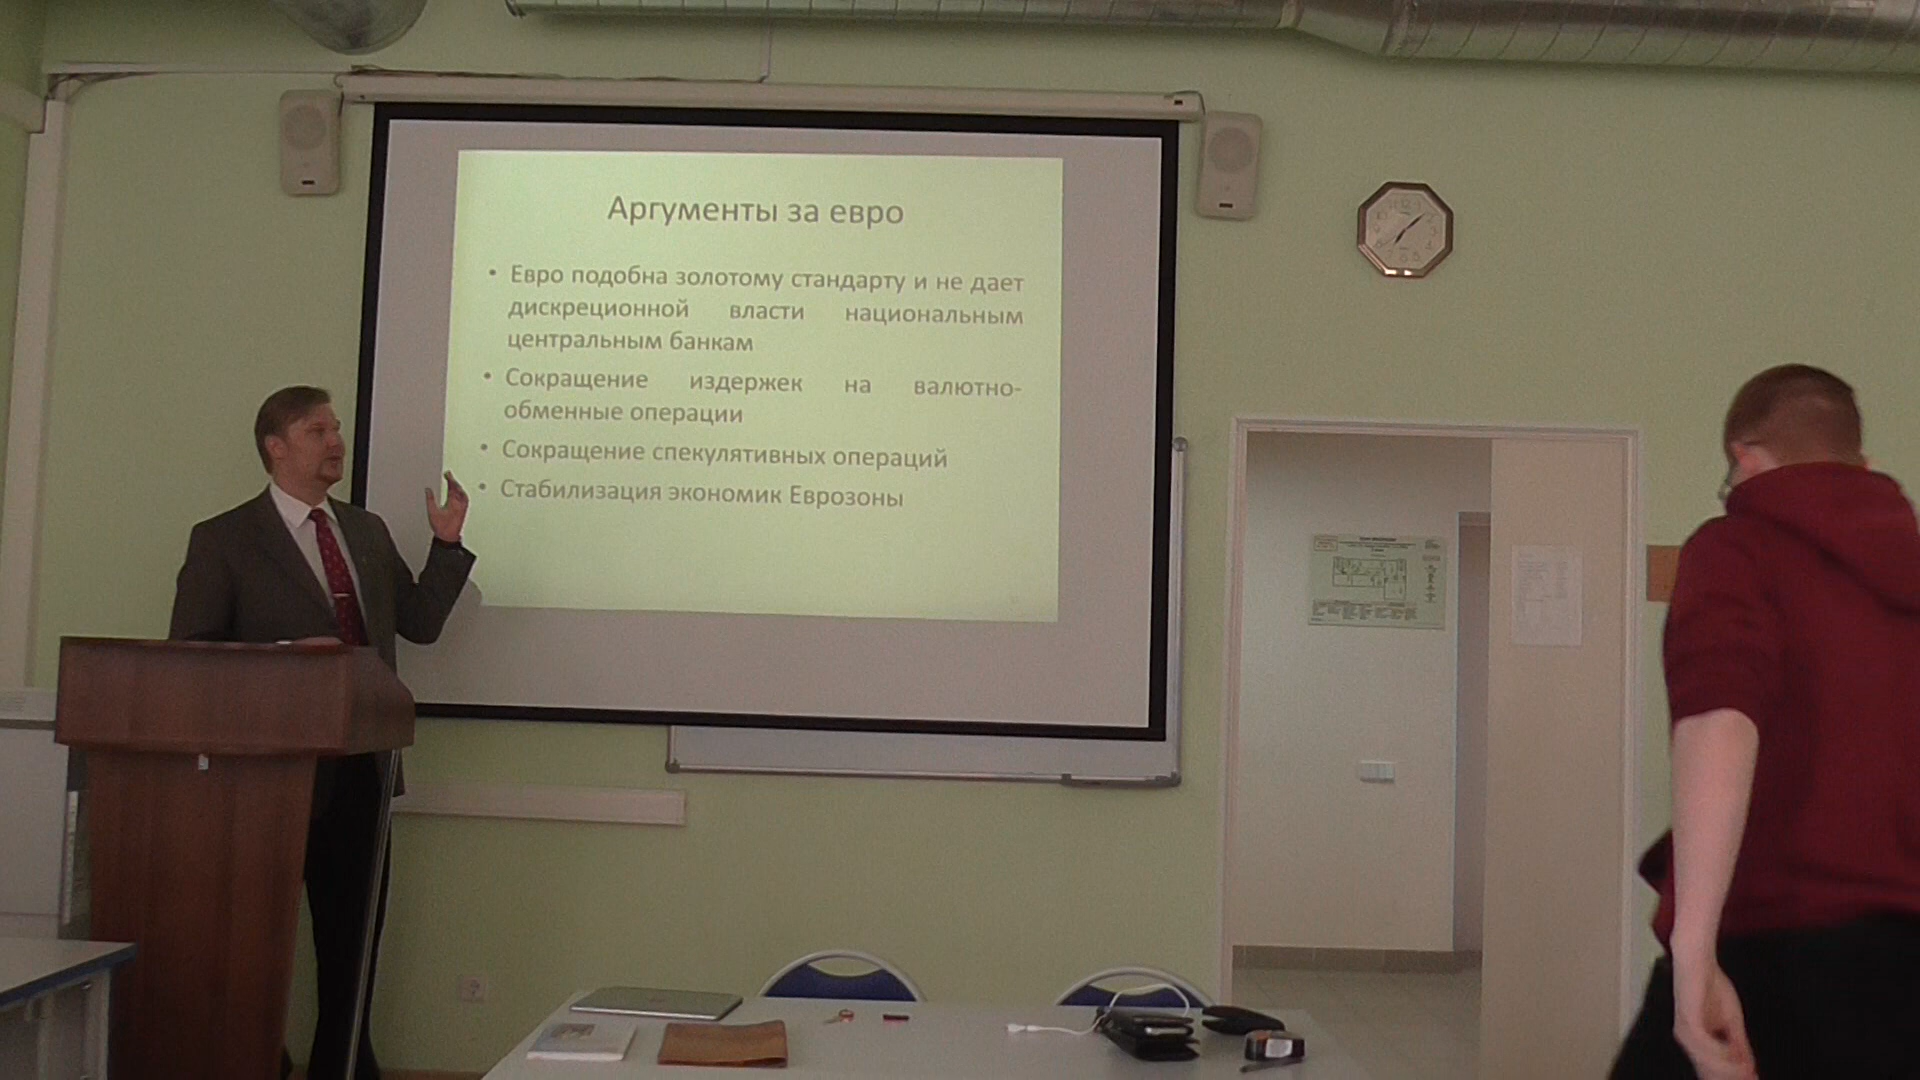 Аргументы за евро
• Евро подобна золотому стандарту и не дает
дискреционной власти национальным
центральным банкам
• Сокращение издержек на валютно-
обменные операции
• Сокращение спекулятивных операций
• Стабилизация экономик Еврозоны